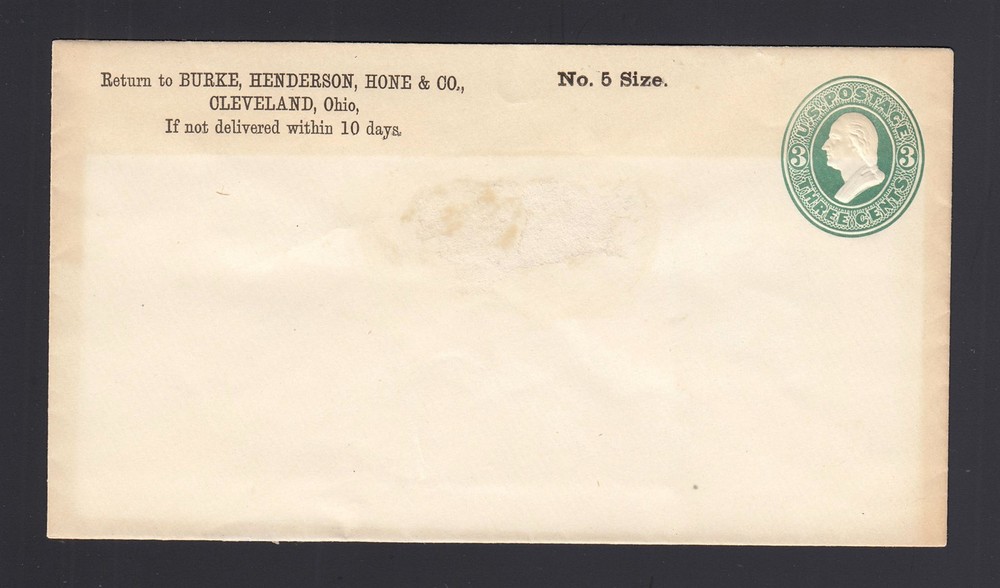 Return to BURKE, HENDERSON, HONE & CO.,
CLEVELAND, Ohio,
If not delivered within 10 days.
No. 5 Size.
U.S. POSTAGE
3 3
THREE CENTS